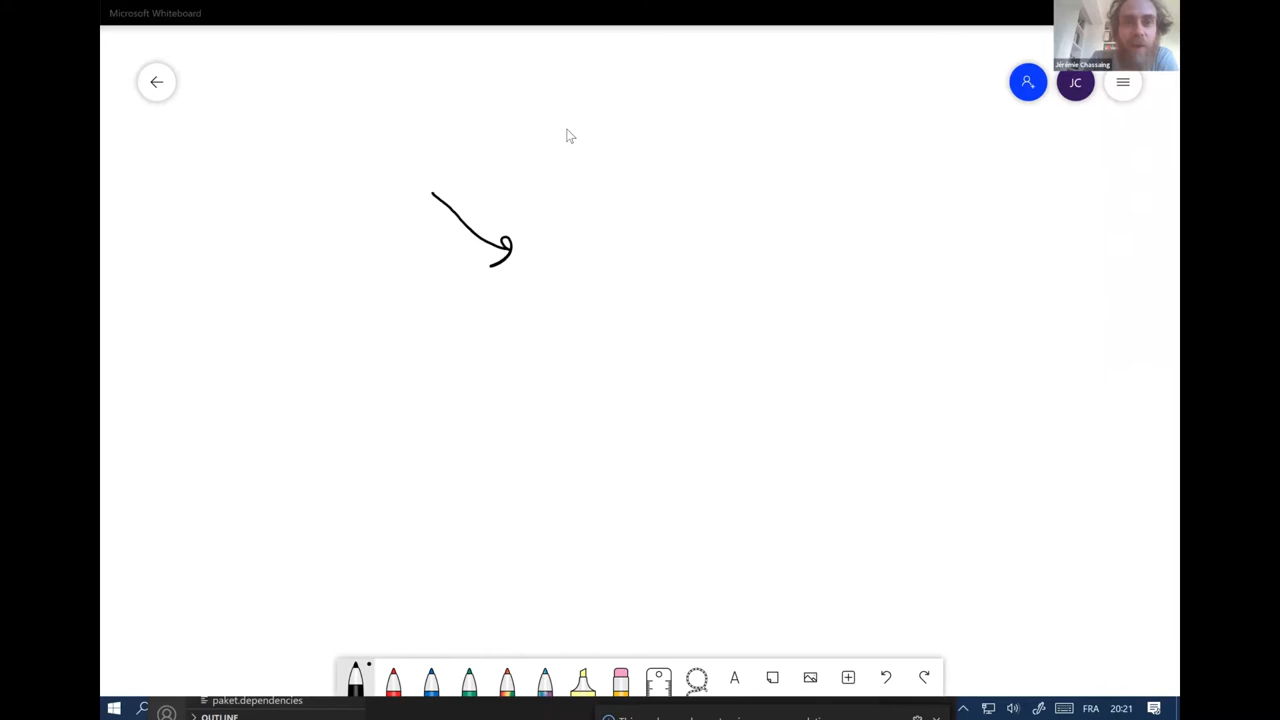 Microsoft Whiteboard
Jérémie Chassaing
JC
A
paket.dependencies
OUTLINE
FRA
20:21